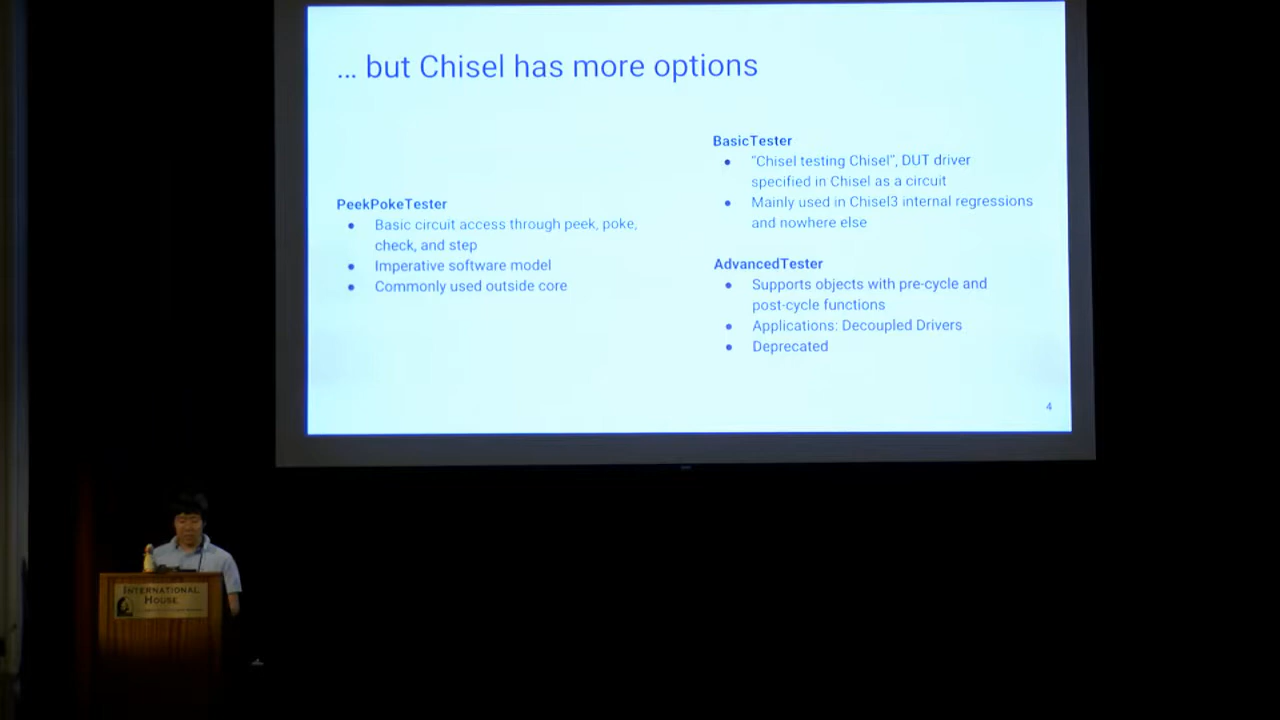 ... but Chisel has more options
PeekPokeTester
● Basic circuit access through peek, poke,
check, and step
● Imperative software model
● Commonly used outside core
BasicTester
● “Chisel testing Chisel”, DUT driver
specified in Chisel as a circuit
● Mainly used in Chisel3 internal regressions
and nowhere else
AdvancedTester
● Supports objects with pre-cycle and
post-cycle functions
● Applications: Decoupled Drivers
● Deprecated
4
INTERNATIONAL
HOUSE